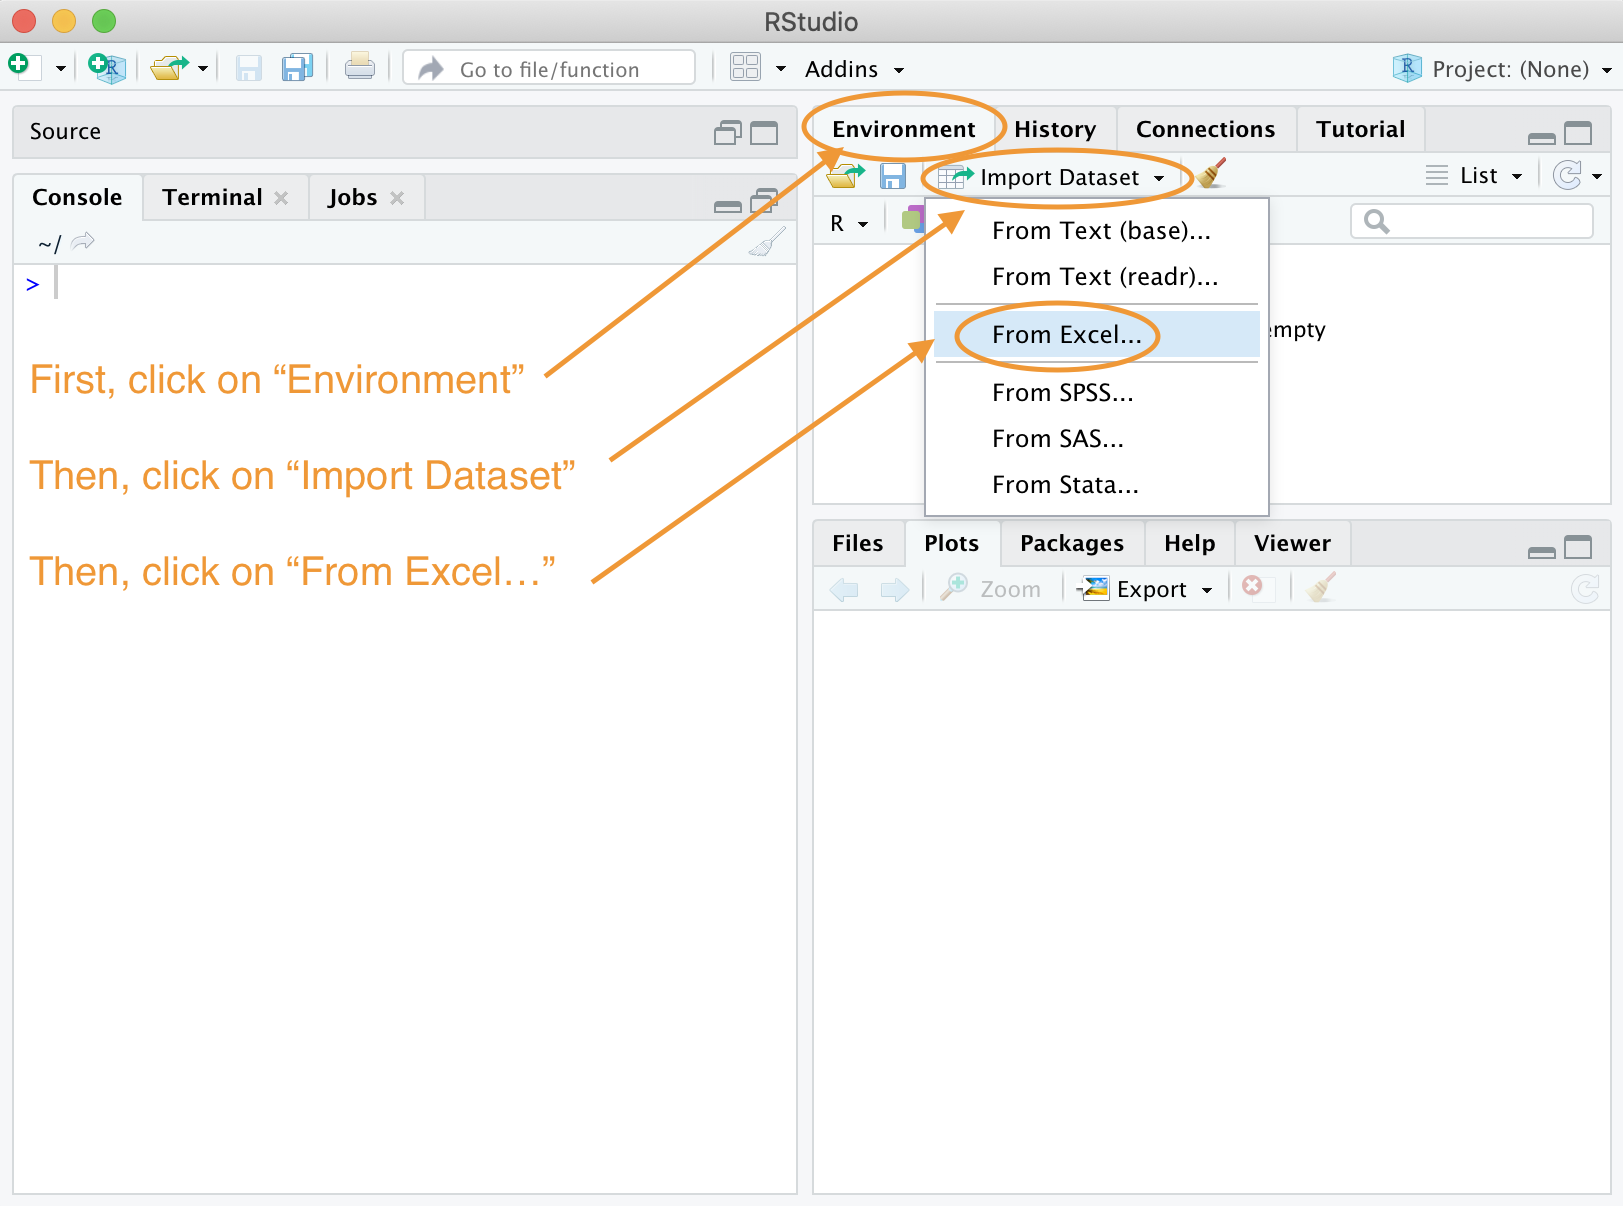 RStudio
Go to file/function
Addins
Project: (None)
Source
Environment History Connections Tutorial
Import Dataset
List
Console Terminal Jobs
R
~/
>
From Text (base)...
From Text (readr)...
From Excel...
From SPSS...
From SAS...
From Stata...
empty
First, click on “Environment”
Then, click on “Import Dataset”
Then, click on “From Excel…”
Files Plots Packages Help Viewer
Zoom Export